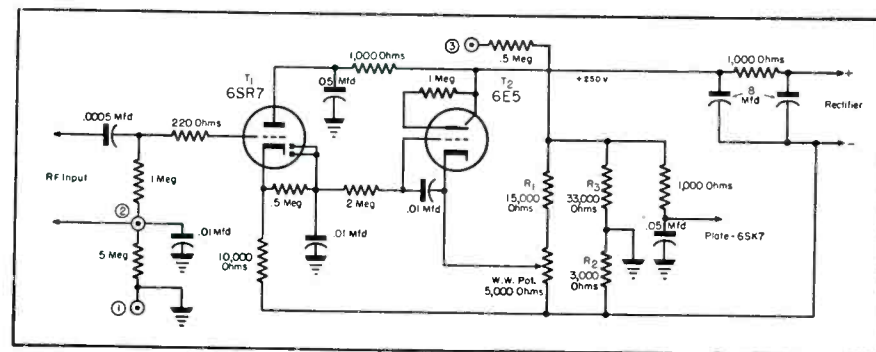 ③
.5 Meg
1,000 Ohms
T1
6SR7
.05 Mfd
1 Meg
T2
6E5
+250 v
1,000 Ohms
+
8
Mfd
Rectifier
−
.0005 Mfd
220 Ohms
RF Input
1 Meg
②
.01 Mfd
.5 Meg
①
.5 Meg
2 Meg
.01 Mfd
.01 Mfd
10,000
Ohms
R1
15,000
Ohms
R3
33,000
Ohms
1,000 Ohms
.05 Mfd
Plate - 6SK7
W.W. Pot.
5,000 Ohms
R2
3,000
Ohms